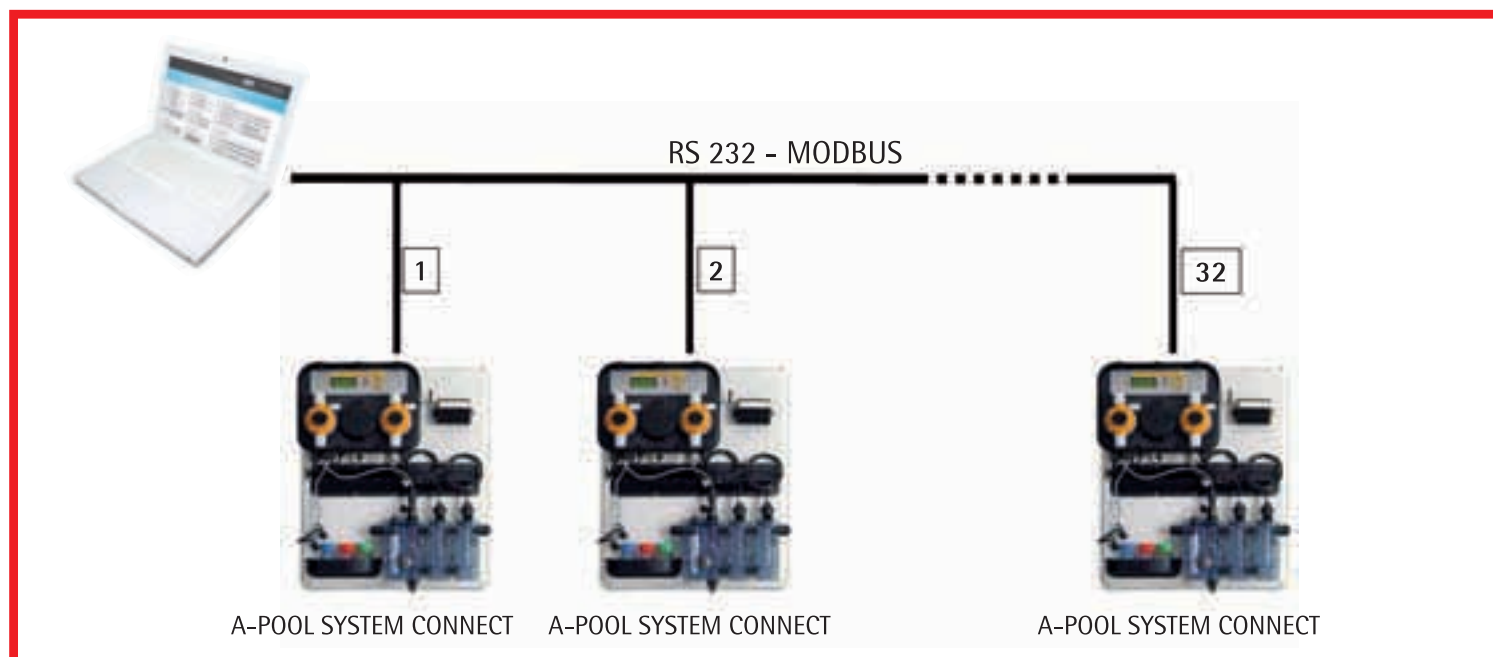 RS 232 - MODBUS
1
2
32
A-POOL SYSTEM CONNECT
A-POOL SYSTEM CONNECT
A-POOL SYSTEM CONNECT